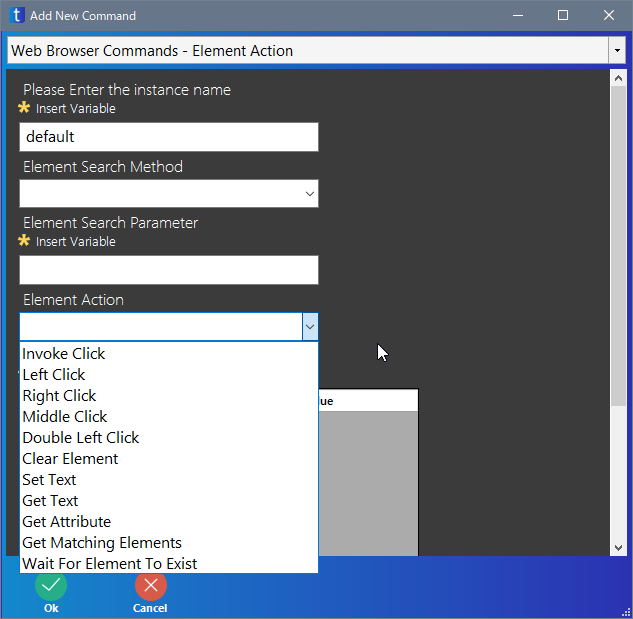 Add New Command
Web Browser Commands - Element Action
Please Enter the instance name
Insert Variable
default
Element Search Method
Element Search Parameter
Insert Variable
Element Action
Invoke Click
Left Click
Right Click
Middle Click
Double Left Click
Clear Element
Set Text
Get Text
Get Attribute
Get Matching Elements
Wait For Element To Exist
Ok
Cancel